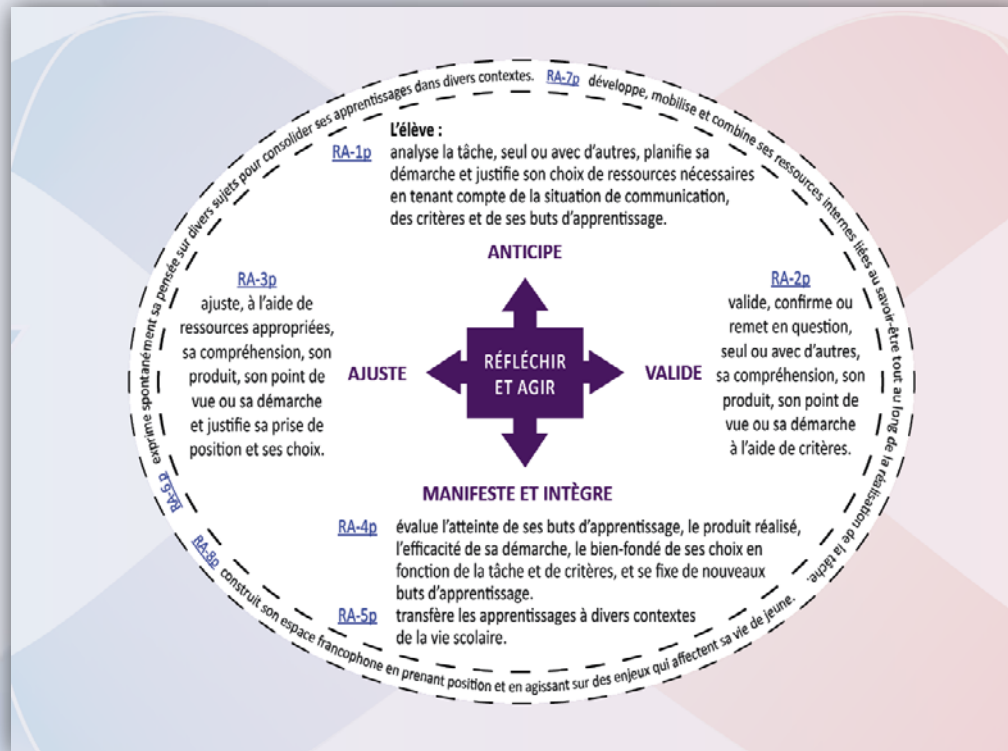 RA-6.p exprime spontanément sa pensée sur divers sujets pour consolider ses apprentissages dans divers contextes.
RA-7p développe, mobilise et combine ses ressources internes liées au savoir-être tout au long de la réalisation de la tâche.
L'élève :
RA-1p analyse la tâche, seul ou avec d'autres, planifie sa
démarche et justifie son choix de ressources nécessaires
en tenant compte de la situation de communication,
des critères et de ses buts d'apprentissage.
ANTICIPE
RA-3p
ajuste, à l'aide de
ressources appropriées,
sa compréhension, son
produit, son point de
vue ou sa démarche
et justifie sa prise de
position et ses choix.
AJUSTE
RÉFLÉCHIR
ET AGIR
VALIDE
RA-2p
valide, confirme ou
remet en question,
seul ou avec d'autres,
sa compréhension, son
produit, son point de
vue ou sa démarche
à l'aide de critères.
MANIFESTE ET INTÈGRE
RA-4p évalue l'atteinte de ses buts d'apprentissage, le produit réalisé,
l'efficacité de sa démarche, le bien-fondé de ses choix en
fonction de la tâche et de critères, et se fixe de nouveaux
buts d'apprentissage.
RA-5p transfère les apprentissages à divers contextes
de la vie scolaire.
RA-8p construit son espace francophone en prenant position et en agissant sur des enjeux qui affectent sa vie de jeune.